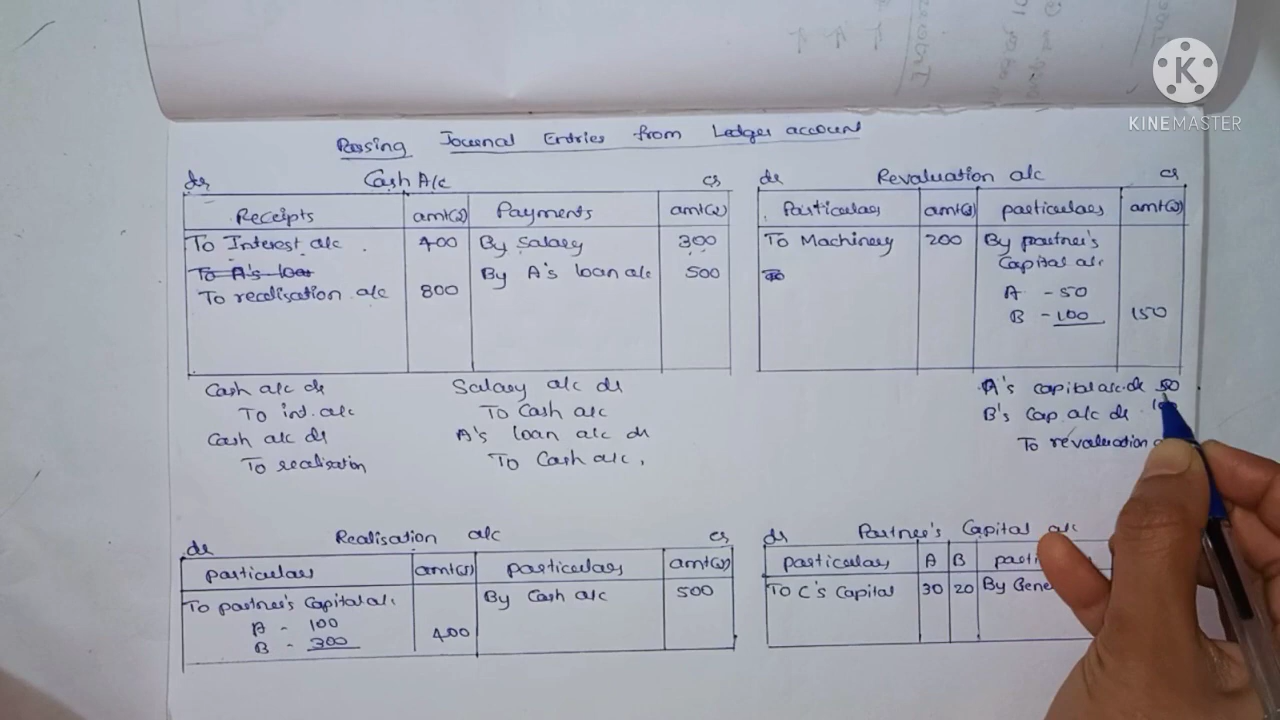 K
KINEMASTER
Passing Journal Entries from Ledger account
dr Cash A/c cr
Receipts amt(₹) Payments amt(₹)
To Interest a/c 400 By Salary 300
To A's loan
By A's loan a/c 500
To realisation a/c 800
Cash a/c dr
To int. a/c
Cash a/c dr
To realisation
Salary a/c dr
To Cash a/c
A's loan a/c dr
To Cash a/c,
dr Revaluation a/c cr
Particulars amt(₹) particulars amt(₹)
To Machinery 200 By partner's
To Capital a/c
A - 50
B - 100 150
A's capital a/c. dr 50
B's Cap a/c dr
To revaluation
dr Realisation a/c cr
particulars amt(₹) particulars amt(₹)
To partner's Capital a/c By Cash a/c 500
A - 100
B - 300 400
dr Partner's Capital a/c
particulars A B parti
To C's Capital 30 20 By Gene